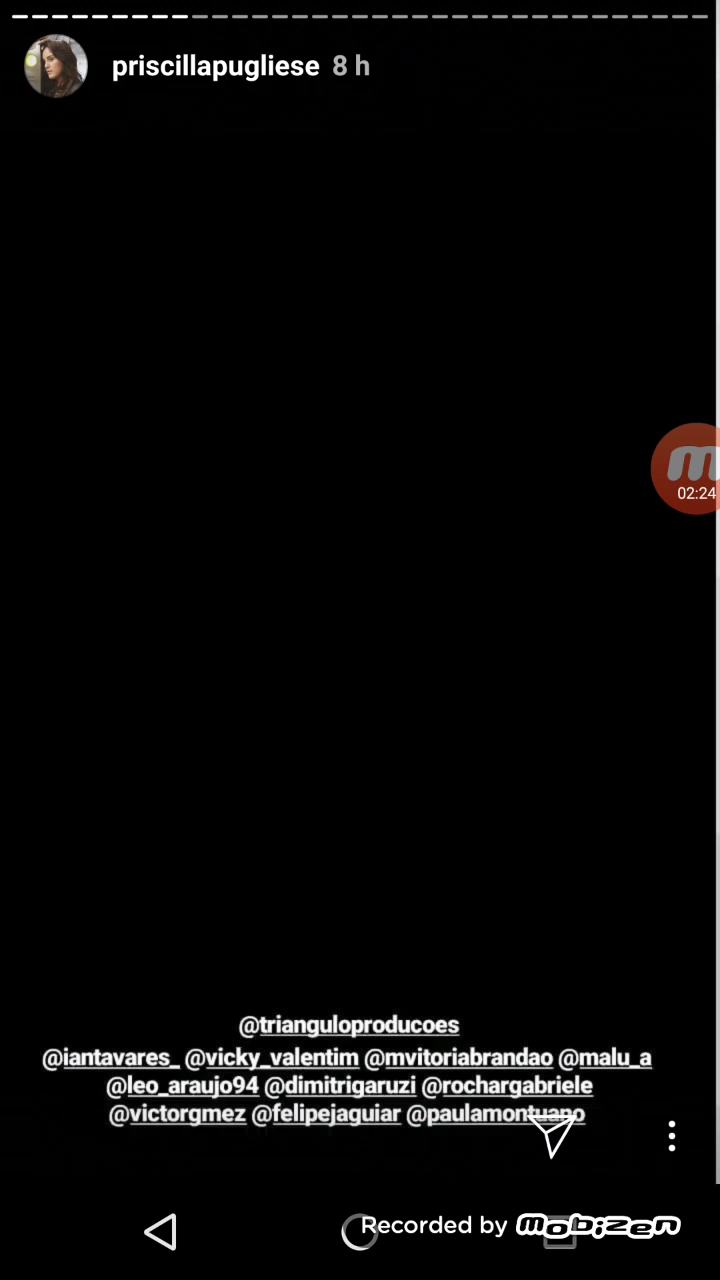 priscillapugliese 8 h
02:24
@trianguloproducoes
@iantavares_ @vicky_valentim @mvitoriabrandao @malu_a
@leo_araujo94 @dimitrigaruzi @rochargabriele
@victorgmez @felipejaguiar @paulamontuano
Recorded by mobizen